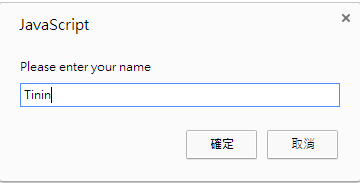 JavaScript
Please enter your name
Tinin
確定 取消